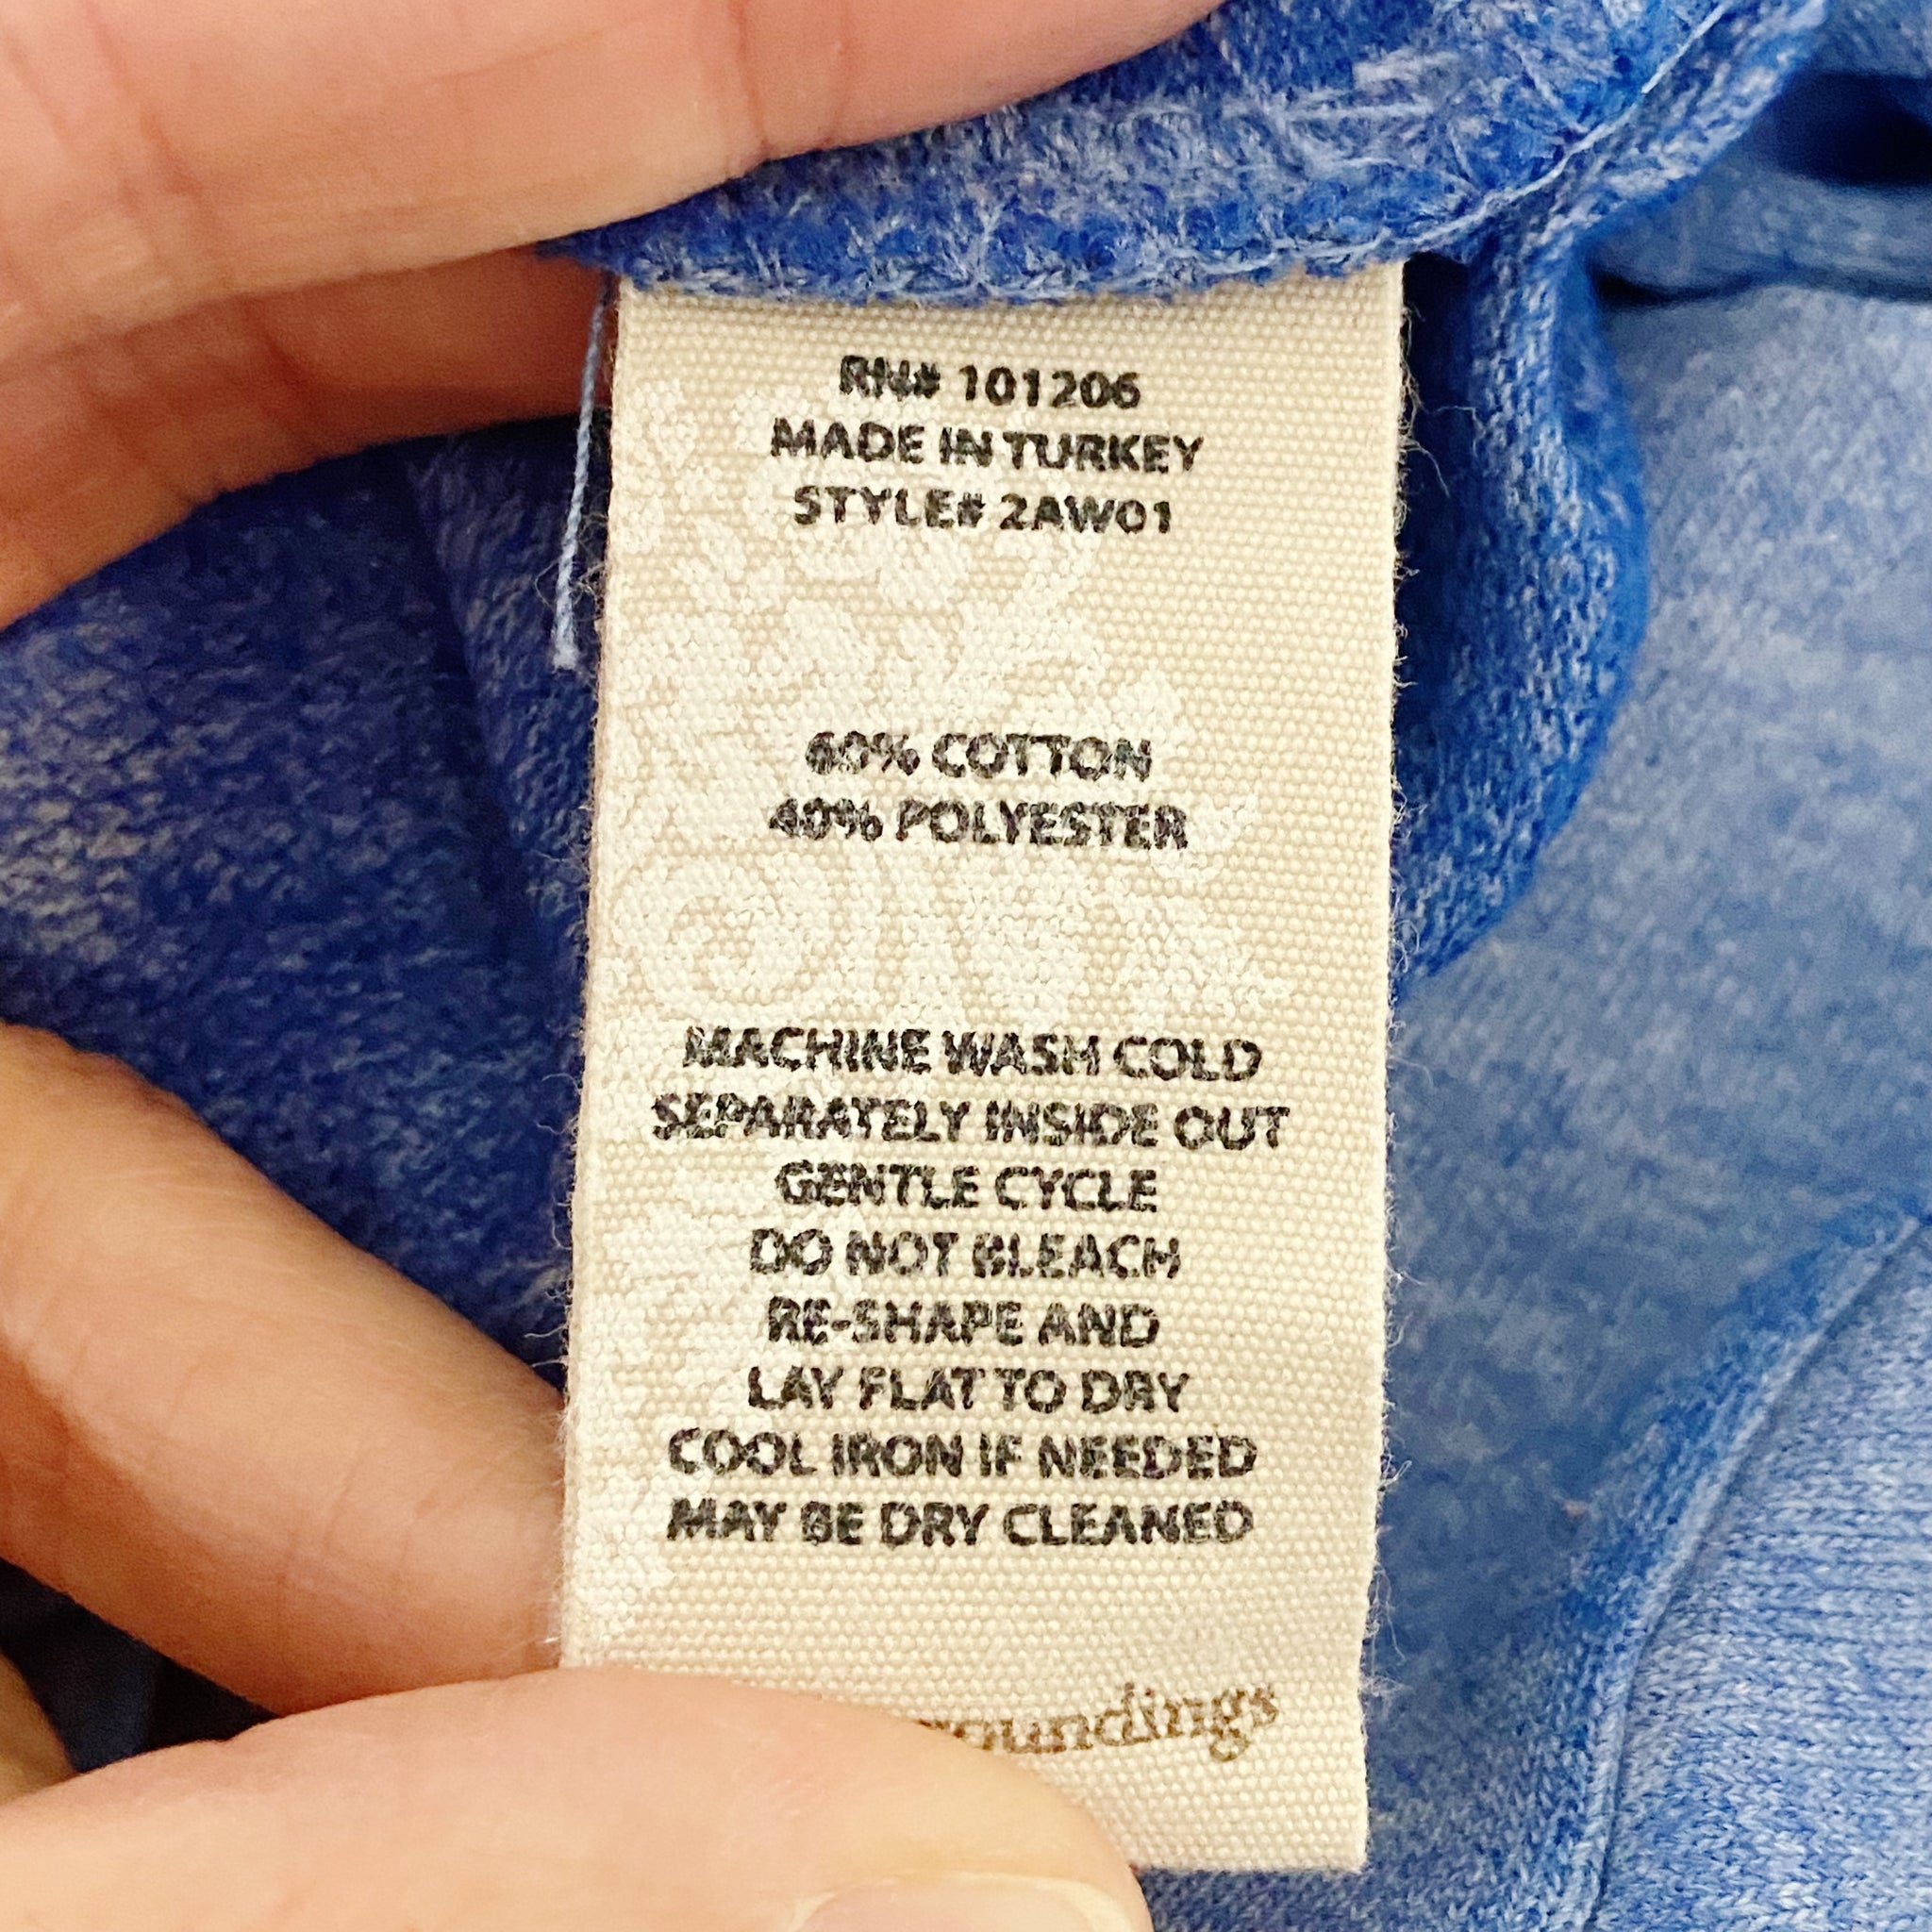 RN# 101206
MADE IN TURKEY
STYLE# 2AW01
60% COTTON
40% POLYESTER
MACHINE WASH COLD
SEPARATELY INSIDE OUT
GENTLE CYCLE
DO NOT BLEACH
RE-SHAPE AND
LAY FLAT TO DRY
COOL IRON IF NEEDED
MAY BE DRY CLEANED